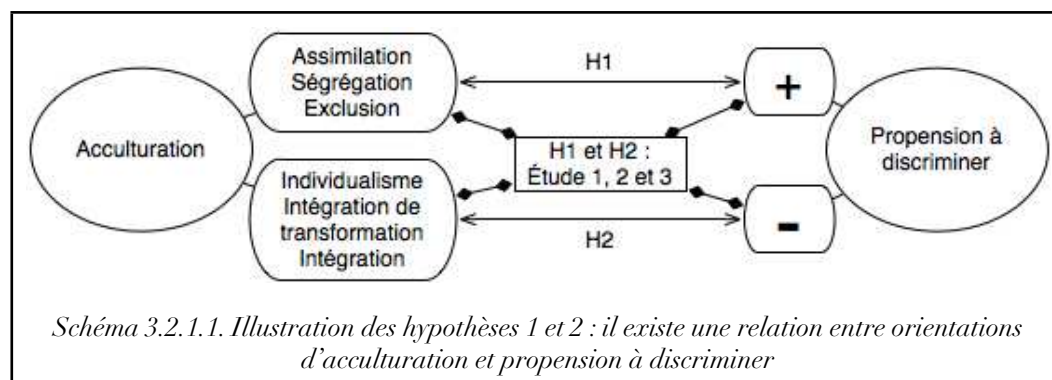 Acculturation
Assimilation
Ségrégation
Exclusion
Individualisme
Intégration de
transformation
Intégration
H1
H1 et H2 :
Étude 1, 2 et 3
H2
+
-
Propension à
discriminer
Schéma 3.2.1.1. Illustration des hypothèses 1 et 2 : il existe une relation entre orientations
d’acculturation et propension à discriminer